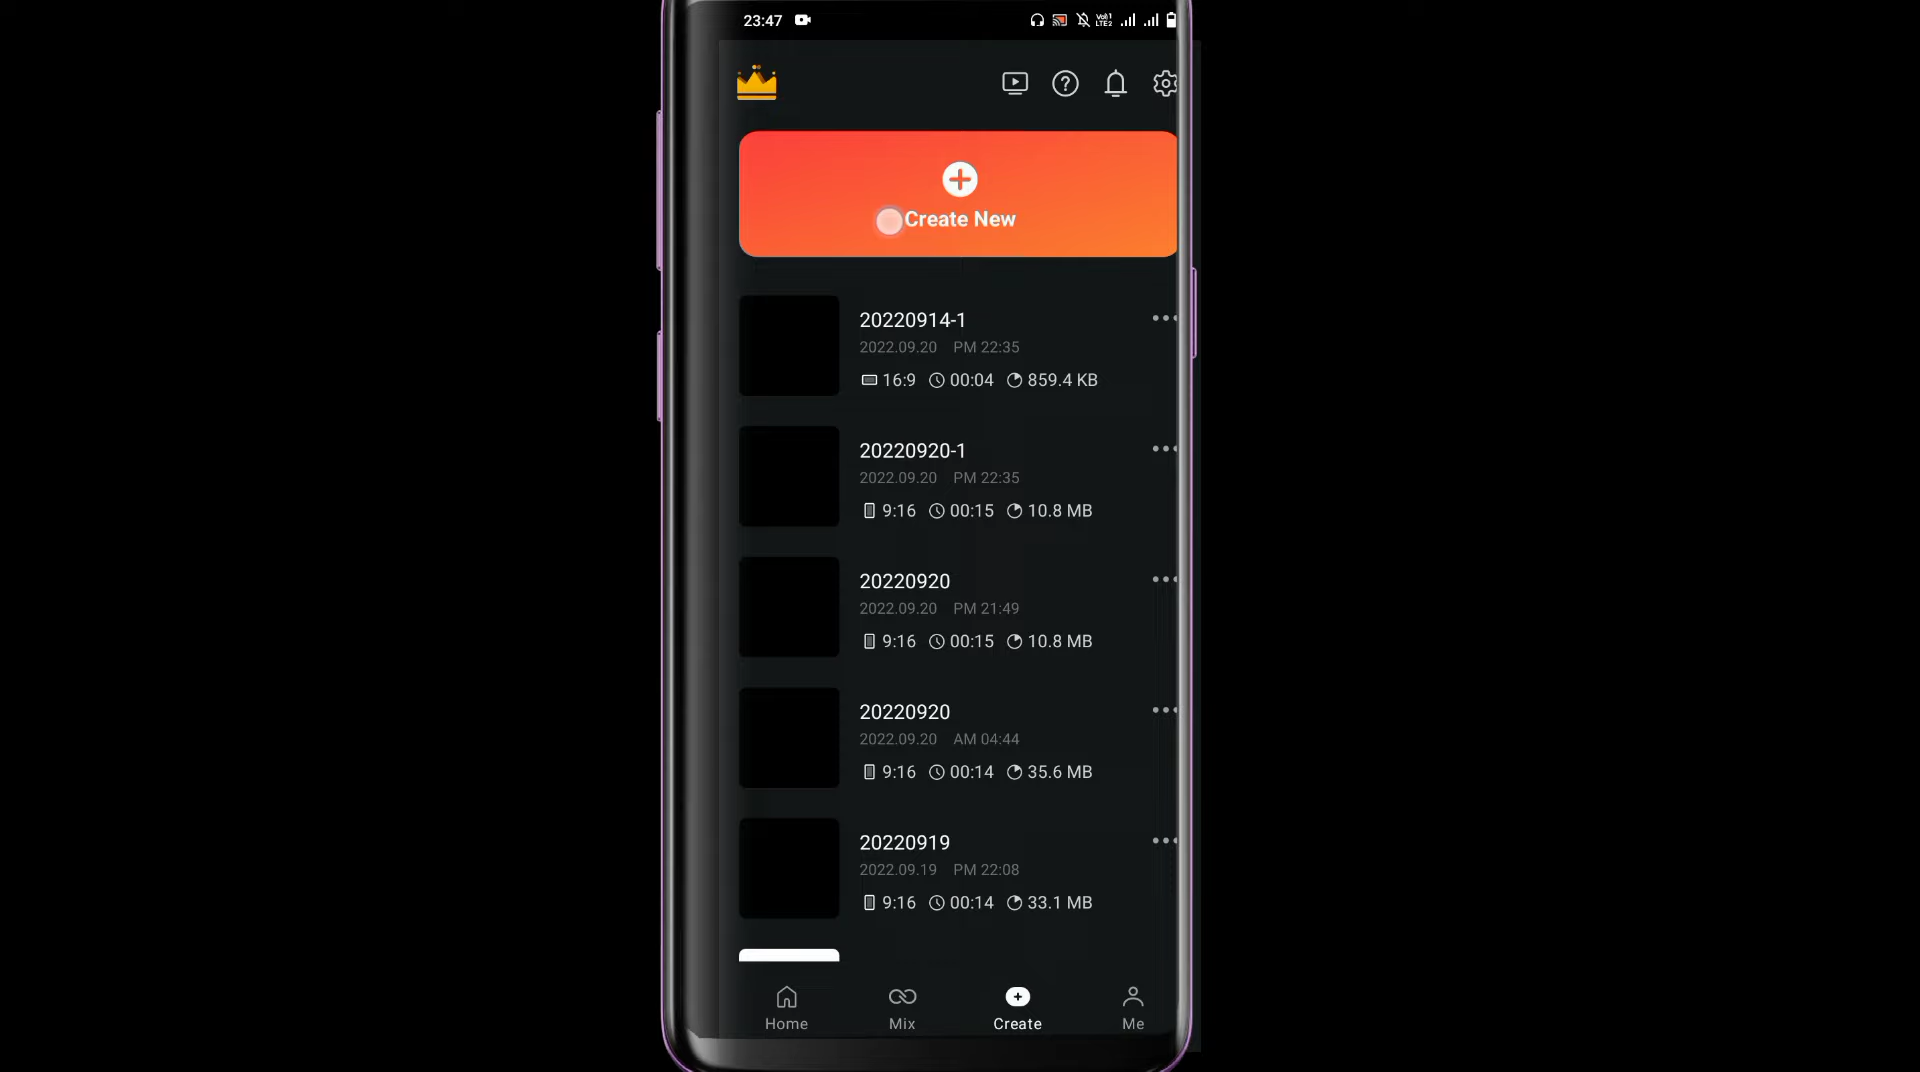 23:47
Vo)) 1
LTE2
Create New
20220914-1
2022.09.20 PM 22:35
16:9 00:04 859.4 KB
20220920-1
2022.09.20 PM 22:35
9:16 00:15 10.8 MB
20220920
2022.09.20 PM 21:49
9:16 00:15 10.8 MB
20220920
2022.09.20 AM 04:44
9:16 00:14 35.6 MB
20220919
2022.09.19 PM 22:08
9:16 00:14 33.1 MB
Home Mix Create Me